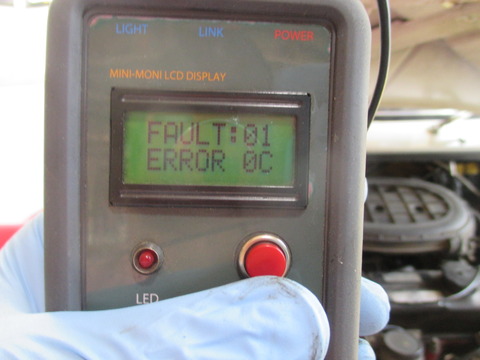 LIGHT LINK POWER
MINI-MONI LCD DISPLAY
FAULT:01
ERROR 0C
LED